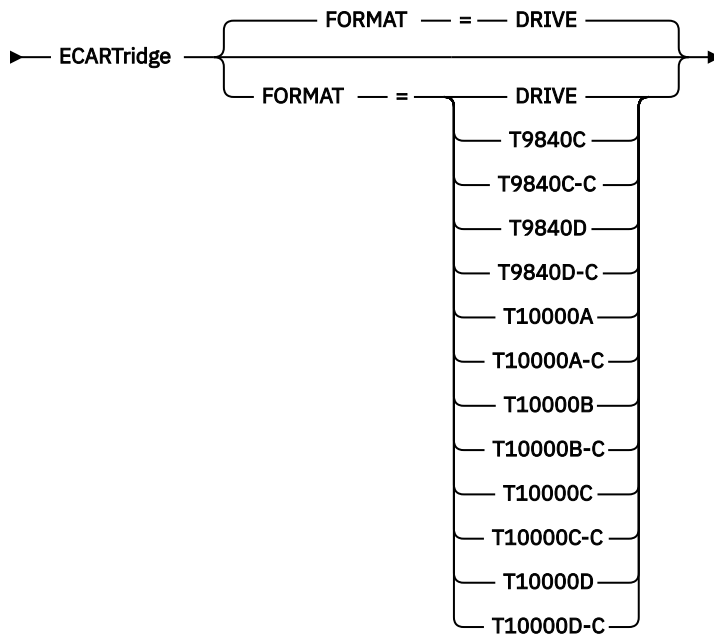 FORMAT = DRIVE
ECARTridge
FORMAT = DRIVE
T9840C
T9840C-C
T9840D
T9840D-C
T10000A
T10000A-C
T10000B
T10000B-C
T10000C
T10000C-C
T10000D
T10000D-C